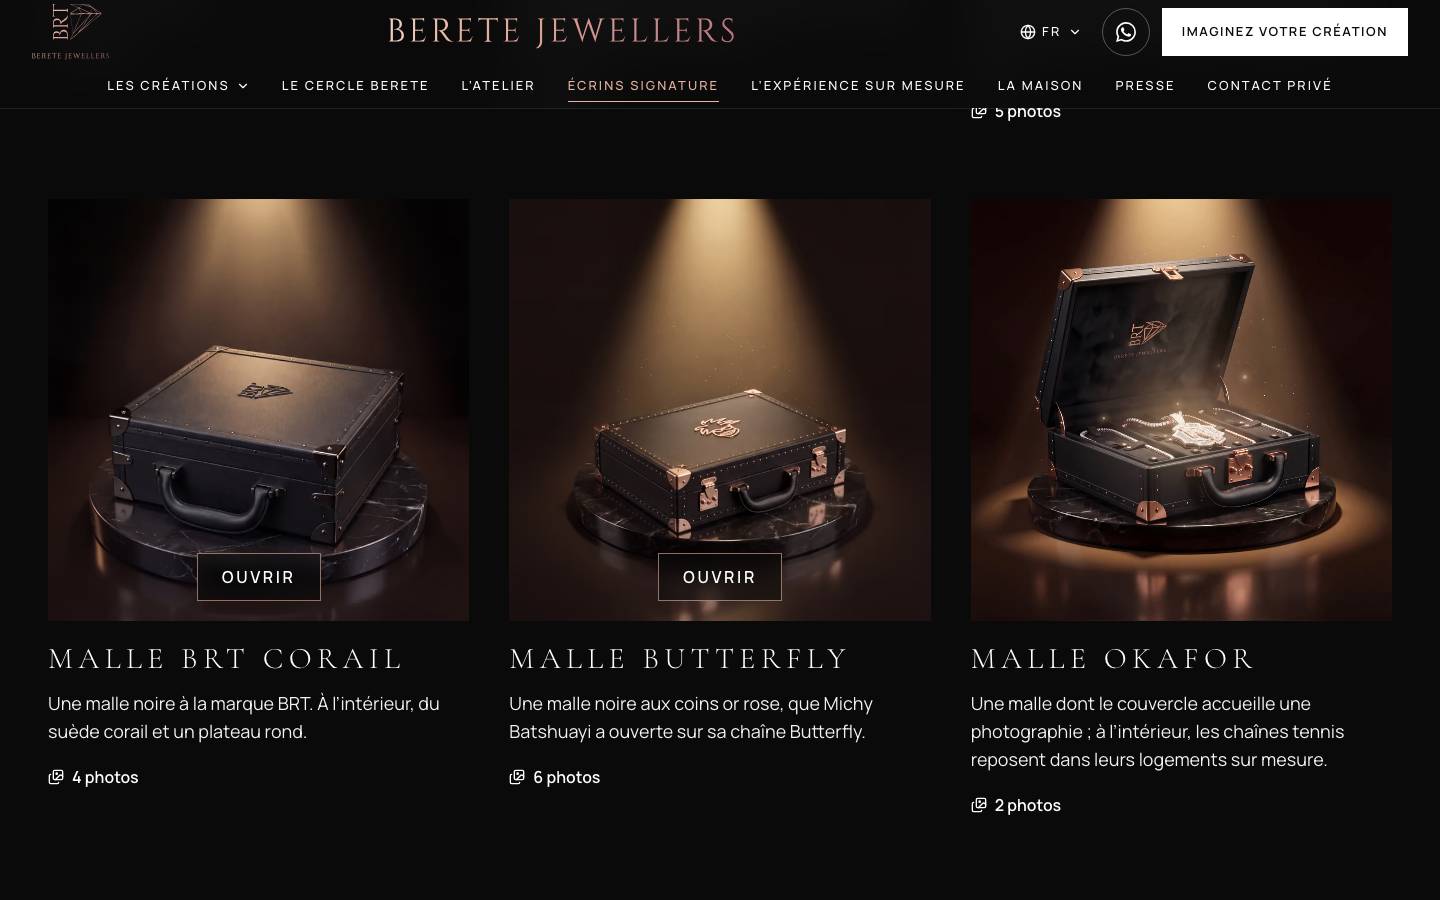 BRT
BERETE JEWELLERS
BERETE JEWELLERS
FR
IMAGINEZ VOTRE CRÉATION
LES CRÉATIONS
LE CERCLE BERETE
L'ATELIER
ÉCRINS SIGNATURE
L'EXPÉRIENCE SUR MESURE
LA MAISON
PRESSE
CONTACT PRIVÉ
5 photos
BRT
BERETE JEWELLERS
OUVRIR
OUVRIR
MALLE BRT CORAIL
Une malle noire à la marque BRT. À l’intérieur, du
suède corail et un plateau rond.
4 photos
MALLE BUTTERFLY
Une malle noire aux coins or rose, que Michy
Batshuayi a ouverte sur sa chaîne Butterfly.
6 photos
MALLE OKAFOR
Une malle dont le couvercle accueille une
photographie ; à l’intérieur, les chaînes tennis
reposent dans leurs logements sur mesure.
2 photos